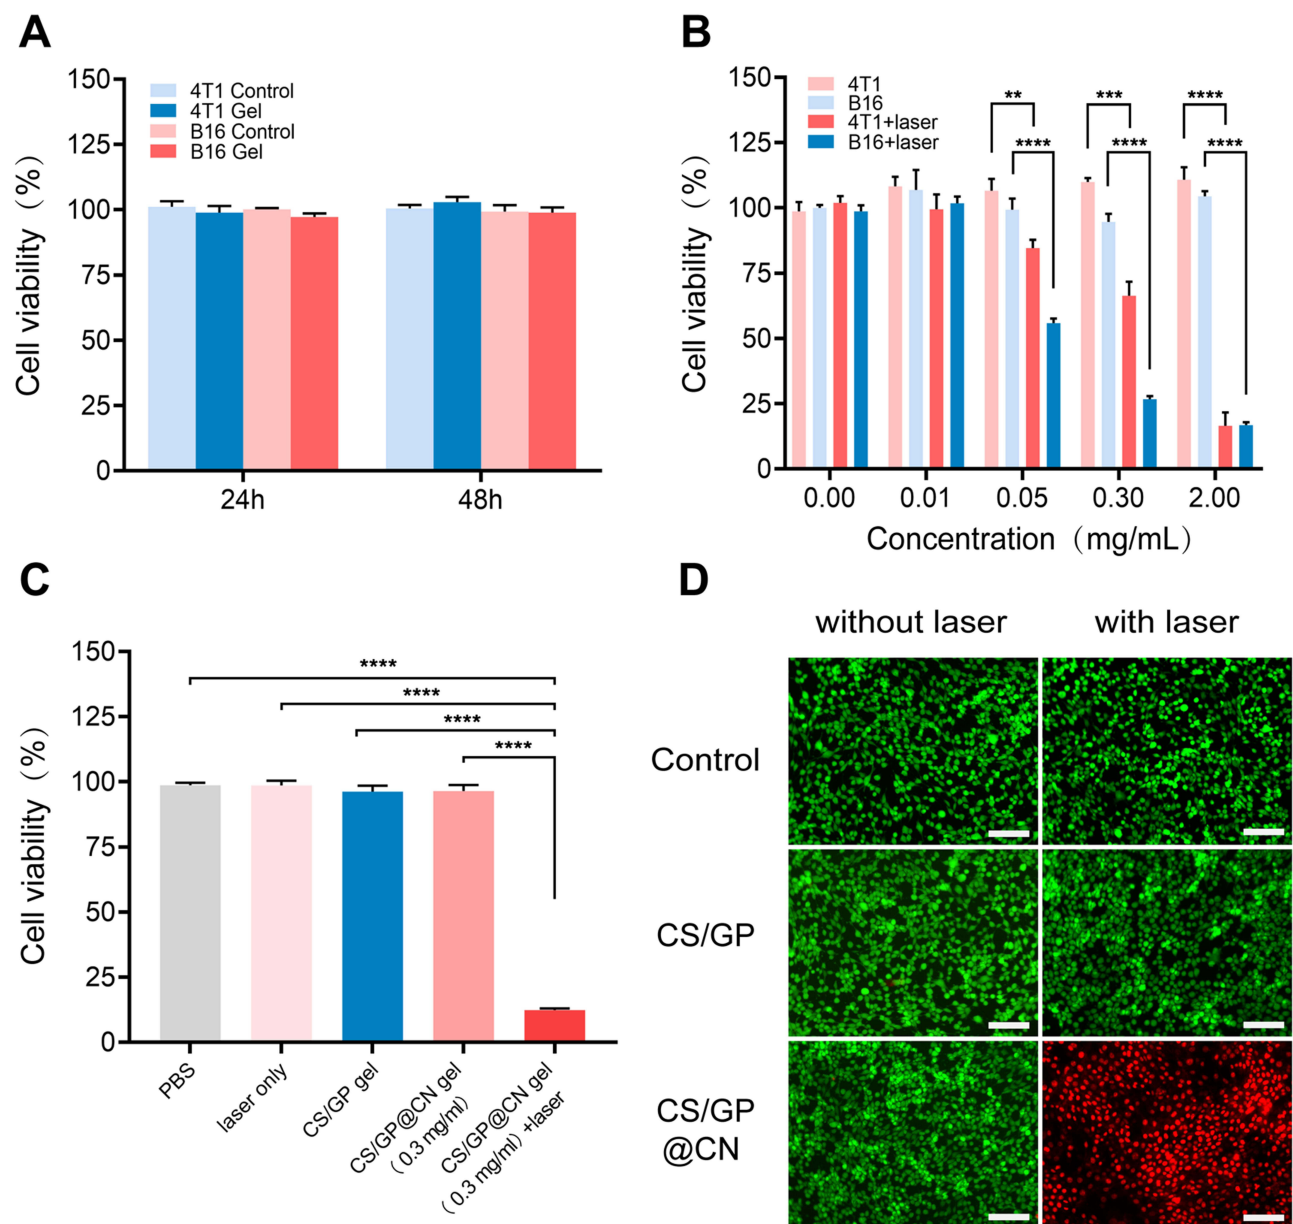 A
150
125
100
75
50
25
0
Cell viability（%）
4T1 Control
4T1 Gel
B16 Control
B16 Gel
24h
48h
B
150
125
100
75
50
25
0
Cell viability（%）
4T1
B16
4T1+laser
B16+laser
**
****
***
****
****
****
0.00
0.01
0.05
0.30
2.00
Concentration（mg/mL）
C
150
125
100
75
50
25
0
Cell viability（%）
****
****
****
****
PBS
laser only
CS/GP gel
CS/GP@CN gel
（0.3 mg/ml）
CS/GP@CN gel
（0.3 mg/ml）+laser
D
without laser
with laser
Control
CS/GP
CS/GP
@CN